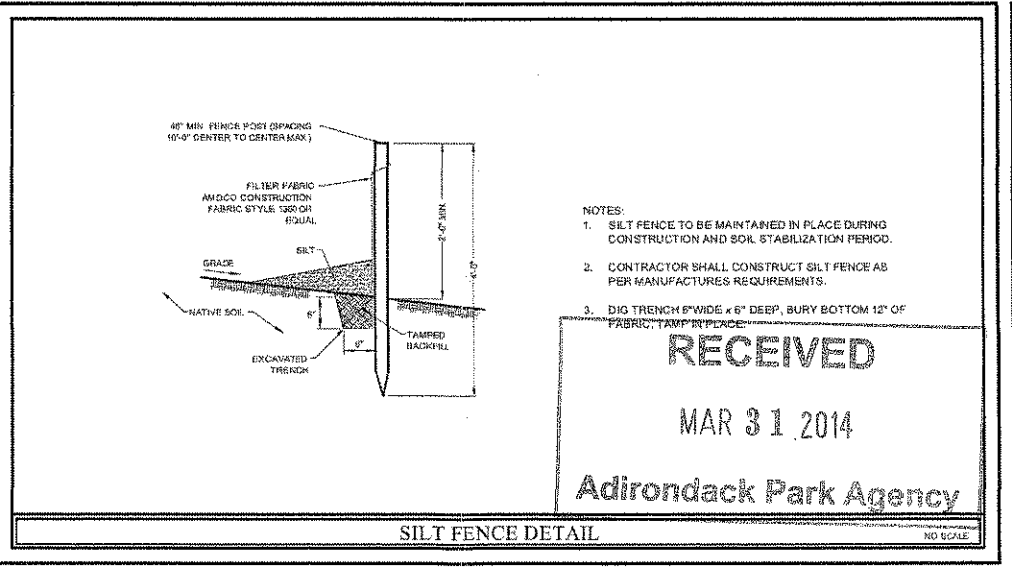 48" MIN. FENCE POST (SPACING
10'-0" CENTER TO CENTER MAX.)
FILTER FABRIC
AMOCO CONSTRUCTION
FABRIC STYLE 1380 OR
EQUAL
SILT
GRADE
NATIVE SOIL
6"
6"
EXCAVATED
TRENCH
TAMPED
BACKFILL
2'-0" MIN.
4'-0"
NOTES:
1. SILT FENCE TO BE MAINTAINED IN PLACE DURING
CONSTRUCTION AND SOIL STABILIZATION PERIOD.
2. CONTRACTOR SHALL CONSTRUCT SILT FENCE AS
PER MANUFACTURES REQUIREMENTS.
3. DIG TRENCH 6"WIDE x 6" DEEP, BURY BOTTOM 12" OF
FABRIC, TAMP IN PLACE.
RECEIVED
MAR 31 2014
Adirondack Park Agency
SILT FENCE DETAIL
NO SCALE